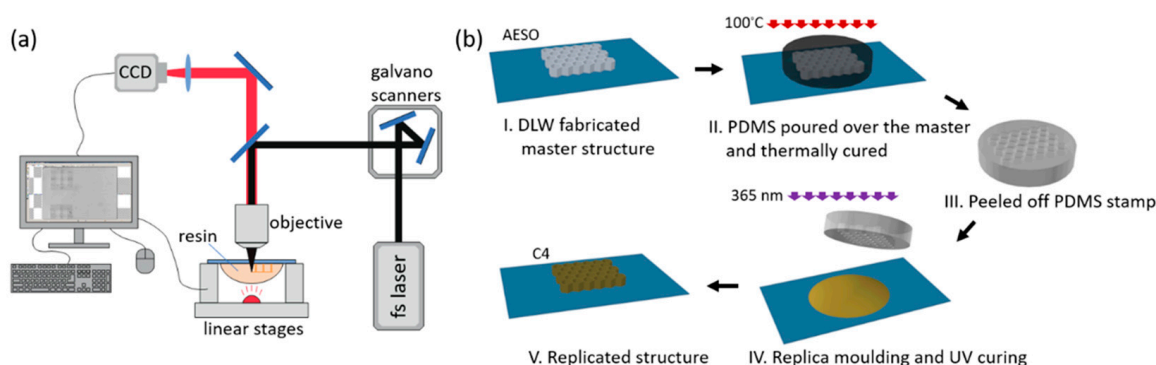 (a)
CCD
galvano
scanners
objective
resin
linear stages
fs laser
(b)
AESO
I. DLW fabricated
master structure
100°C
II. PDMS poured over the master
and thermally cured
III. Peeled off PDMS stamp
365 nm
IV. Replica moulding and UV curing
C4
V. Replicated structure